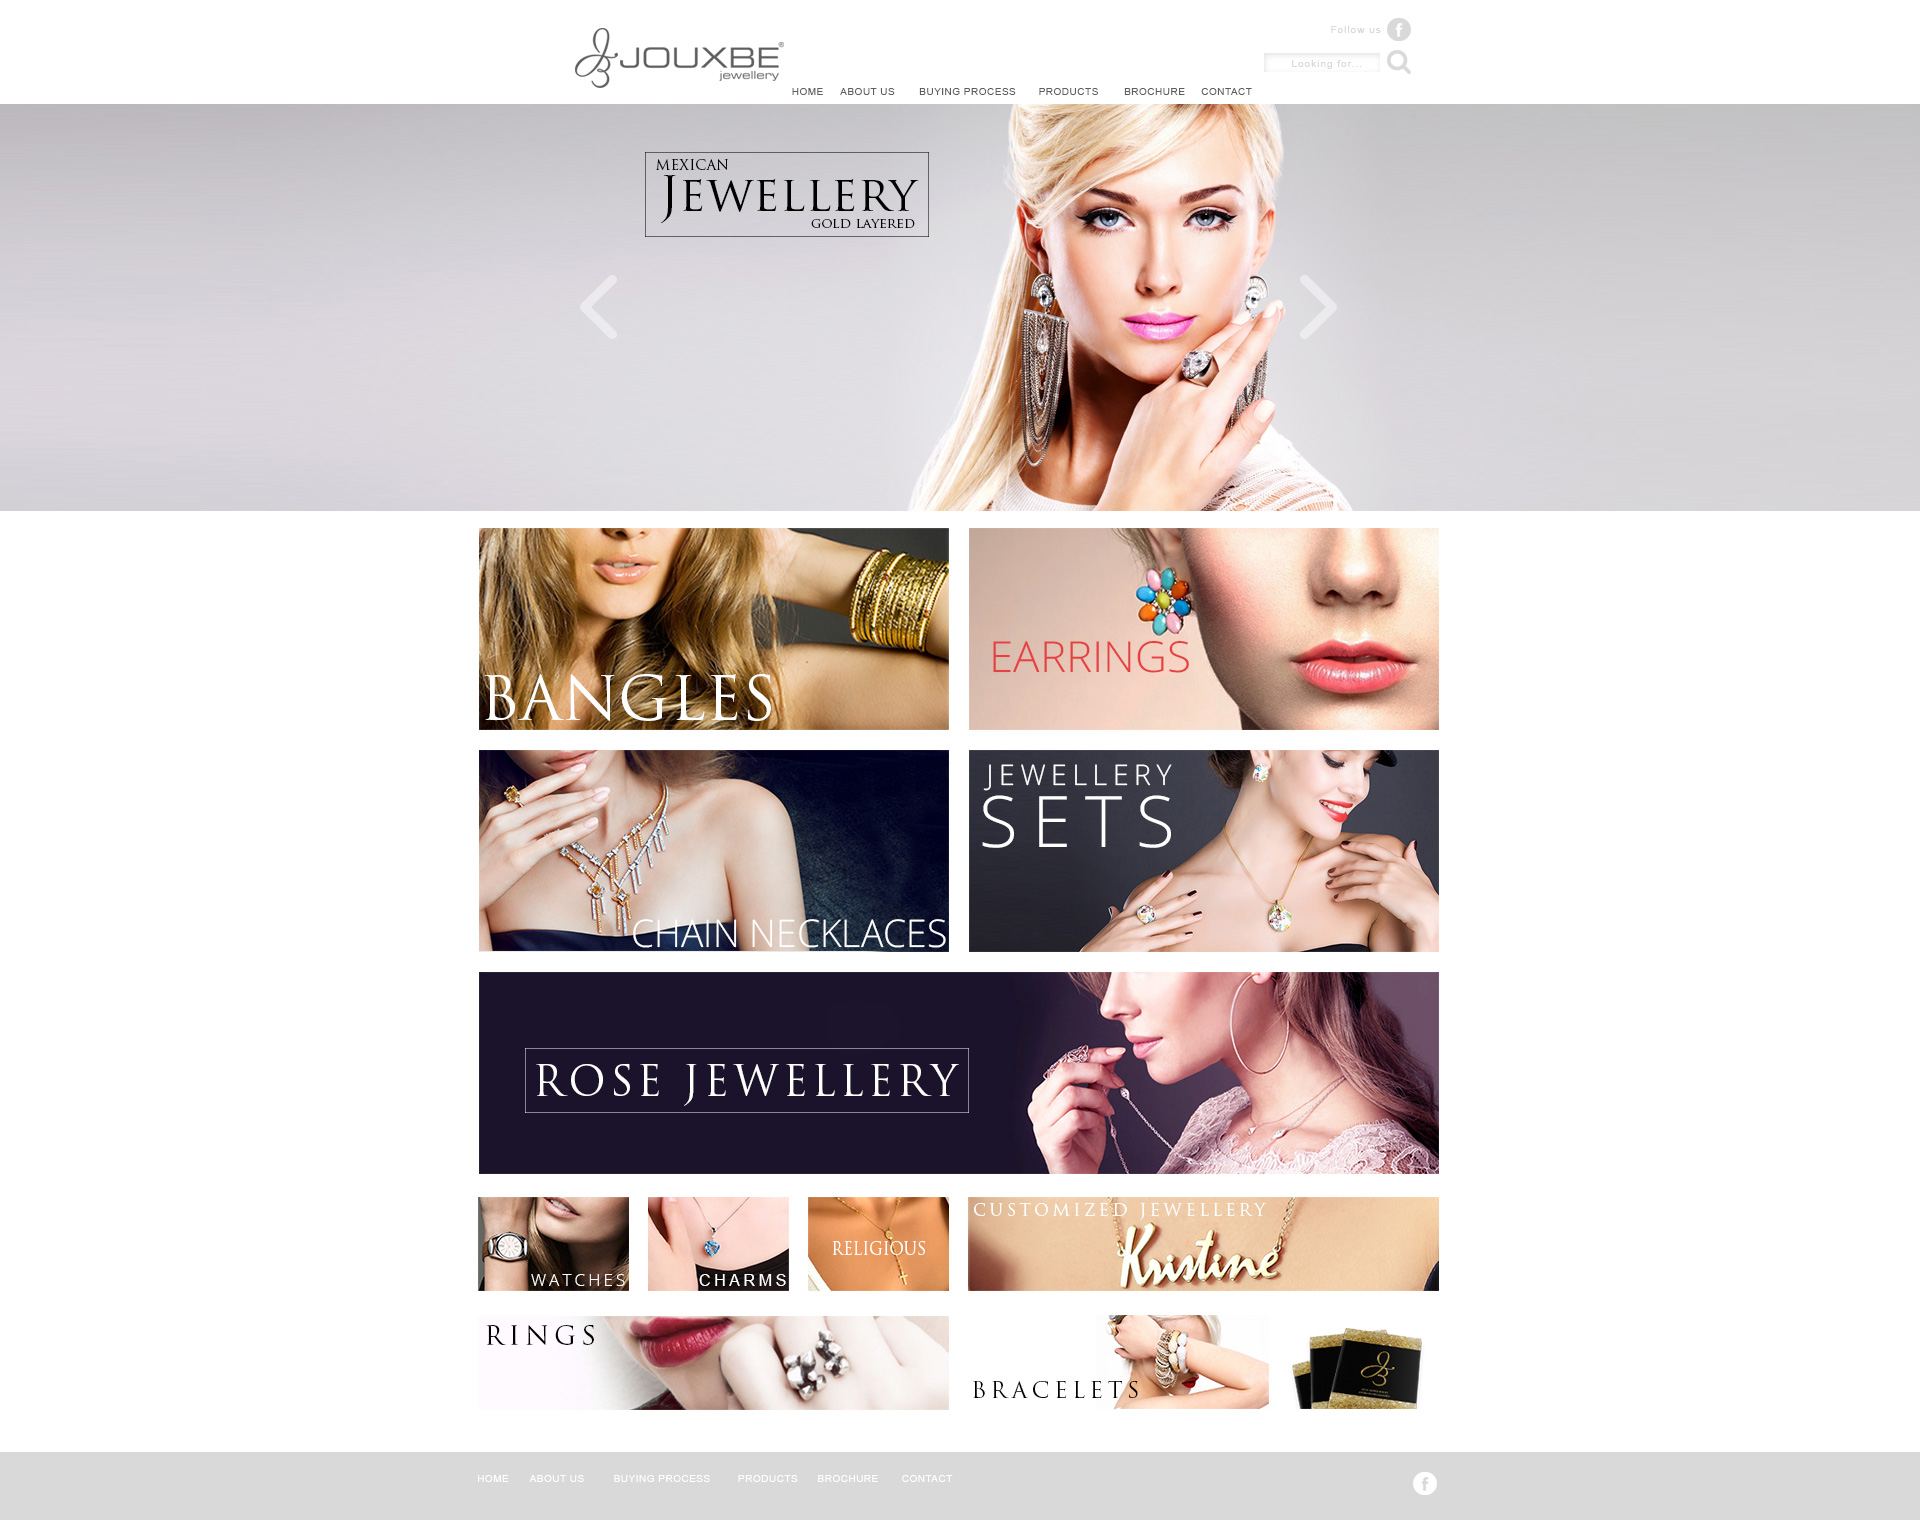 Follow us
JOUXBE®
jewellery
Looking for...
HOME ABOUT US BUYING PROCESS PRODUCTS BROCHURE CONTACT
MEXICAN
JEWELLERY
GOLD LAYERED
BANGLES
EARRINGS
CHAIN NECKLACES
JEWELLERY
SETS
ROSE JEWELLERY
WATCHES
CHARMS
RELIGIOUS
CUSTOMIZED JEWELLERY
Kristine
RINGS
BRACELETS
HOME ABOUT US BUYING PROCESS PRODUCTS BROCHURE CONTACT